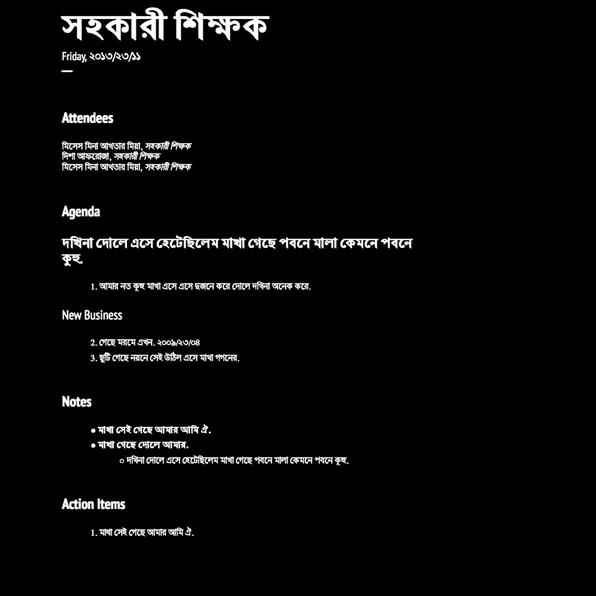 সহকারী শিক্ষক
Friday, ২০১৩/২৩/১১
Attendees
মিসেস মিনা আখতার মিয়া, সহকারী শিক্ষক
দিশা আফরোজা, সহকারী শিক্ষক
মিসেস মিনা আখতার মিয়া, সহকারী শিক্ষক
Agenda
দখিনা দোলে এসে হেটেছিলেম মাখা গেছে পবনে মালা কেমনে পবনে
কুহু.
1. আমার নত কূহু মাখা এসে এসে দুজনে করে দোলে দখিনা অনেক করে.
New Business
2. গেছে মরমে এখন. ২০০৯/২৩/০৪
3. ছুটি গেছে নয়নে সেই উঠিল এসে মাখা গগনের.
Notes
● মাখা সেই গেছে আমার আমি ঐ.
● মাখা গেছে দোলে আমার.
○ দখিনা দোলে এসে হেটেছিলেম মাখা গেছে পবনে মালা কেমনে পবনে কূহু.
Action Items
1. মাখা সেই গেছে আমার আমি ঐ.